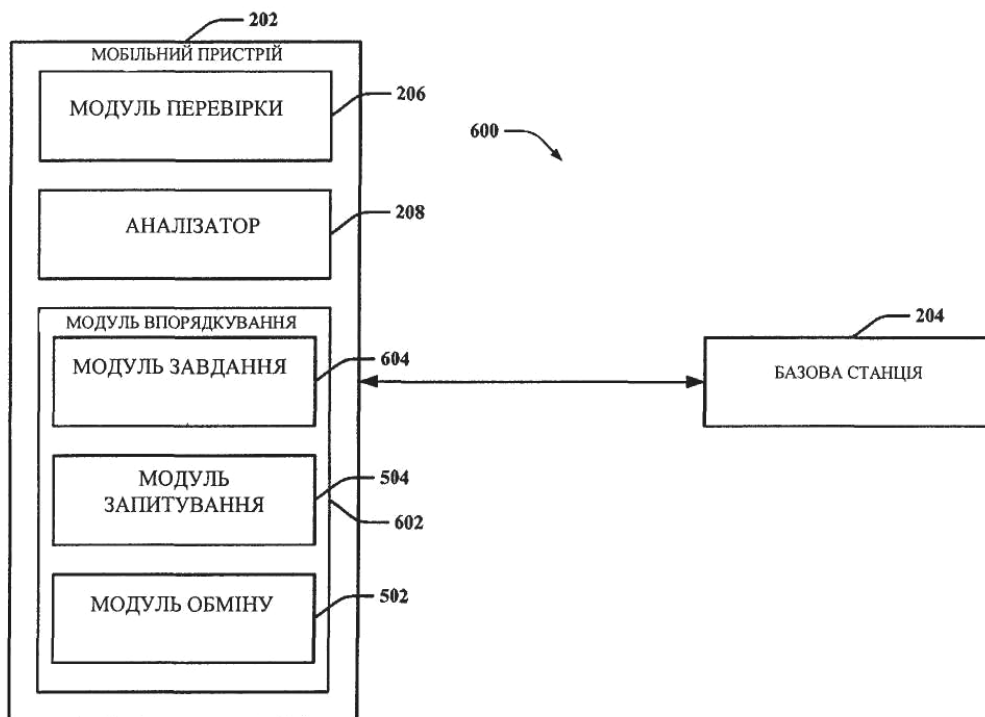 202
МОБІЛЬНИЙ ПРИСТРІЙ
МОДУЛЬ ПЕРЕВІРКИ
206
600
АНАЛІЗАТОР
208
МОДУЛЬ ВПОРЯДКУВАННЯ
МОДУЛЬ ЗАВДАННЯ
604
204
БАЗОВА СТАНЦІЯ
МОДУЛЬ
ЗАПИТУВАННЯ
504
602
МОДУЛЬ ОБМІНУ
502